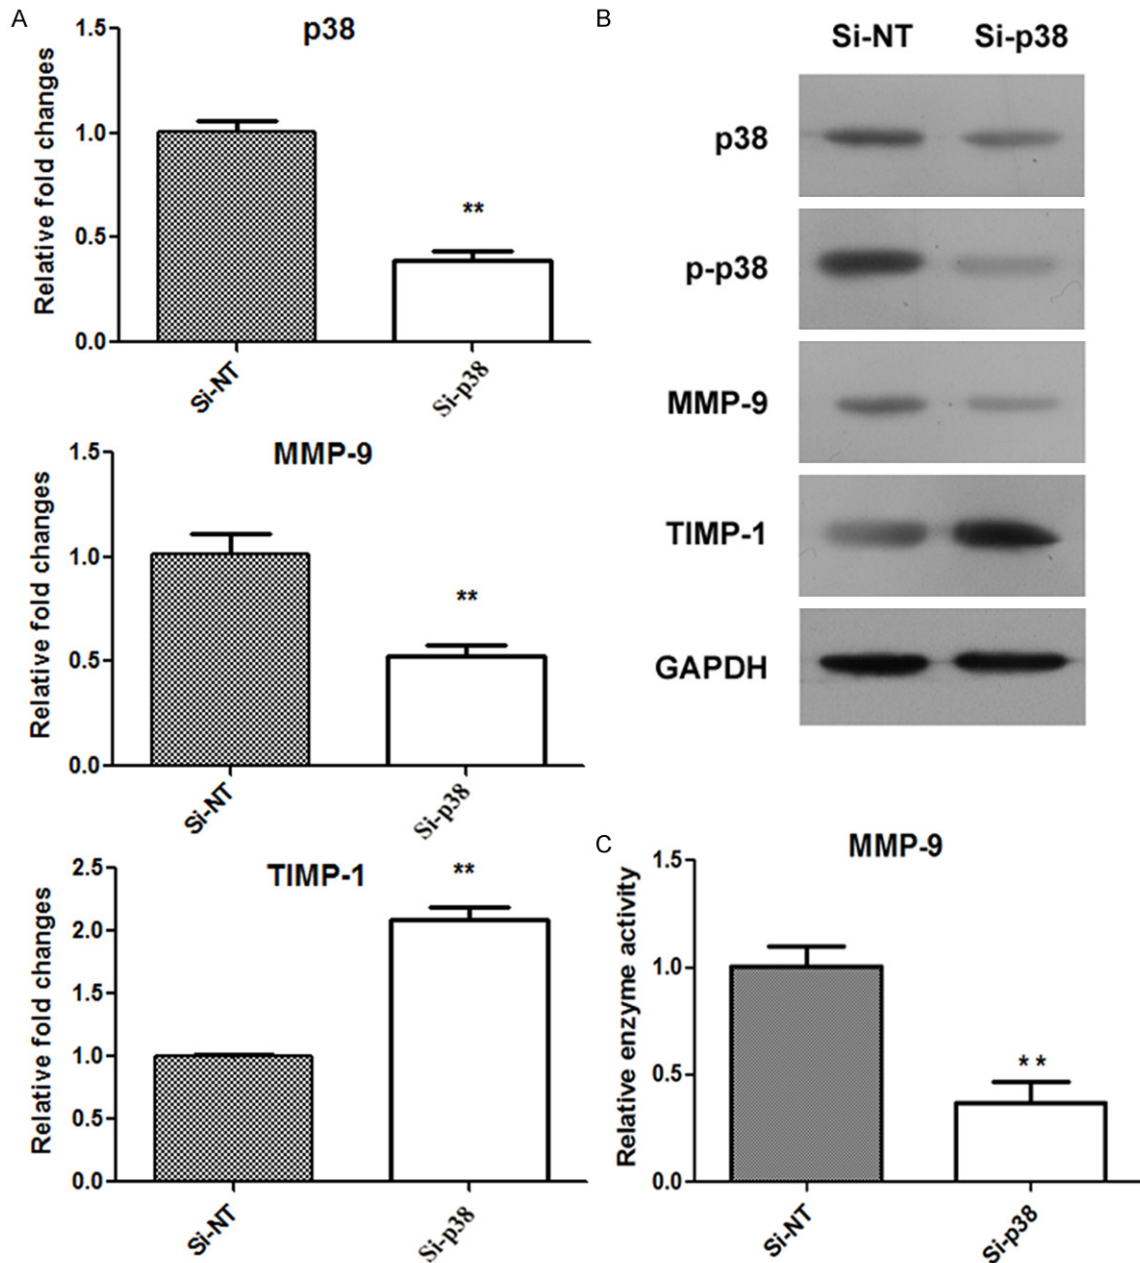 A
p38
Relative fold changes
1.5
1.0
0.5
0.0
**
Si-NT
Si-p38
MMP-9
Relative fold changes
1.5
1.0
0.5
0.0
**
Si-NT
Si-p38
TIMP-1
Relative fold changes
2.5
2.0
1.5
1.0
0.5
0.0
**
Si-NT
Si-p38
B
Si-NT Si-p38
p38
p-p38
MMP-9
TIMP-1
GAPDH
C
MMP-9
Relative enzyme activity
1.5
1.0
0.5
0.0
**
Si-NT
Si-p38